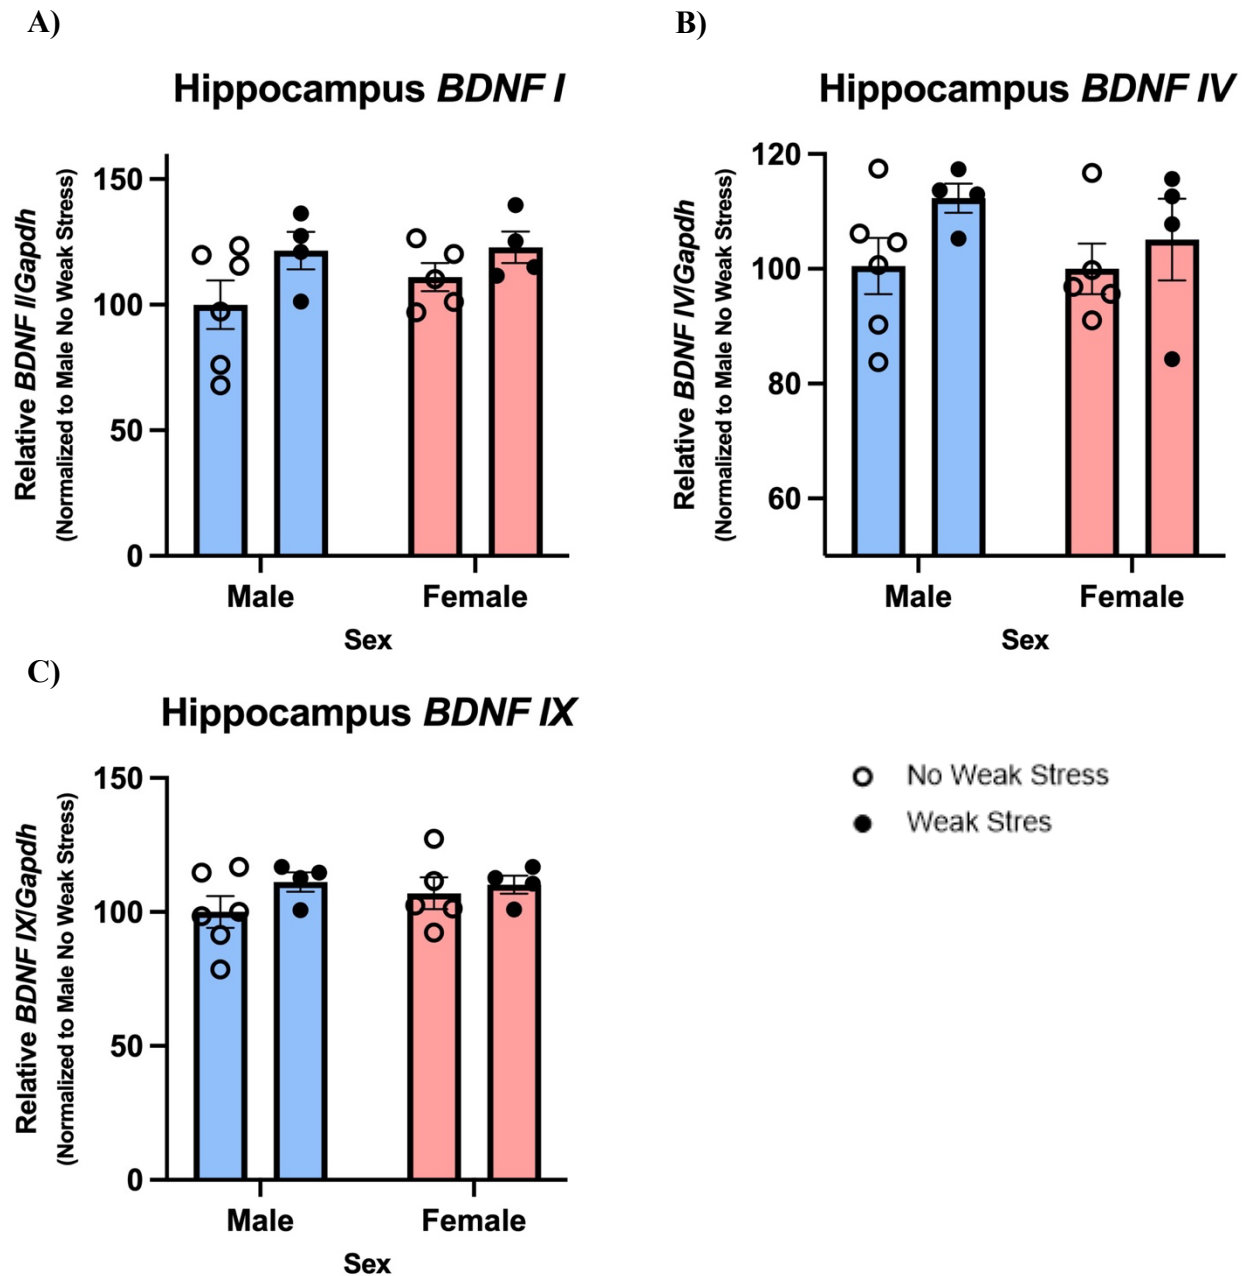 A)
Hippocampus BDNF I
Relative BDNF I/Gapdh
(Normalized to Male No Weak Stress)
150
100
50
0
Male
Female
Sex
B)
Hippocampus BDNF IV
Relative BDNF IV/Gapdh
(Normalized to Male No Weak Stress)
120
100
80
60
Male
Female
Sex
C)
Hippocampus BDNF IX
Relative BDNF IX/Gapdh
(Normalized to Male No Weak Stress)
150
100
50
0
Male
Female
Sex
No Weak Stress
Weak Stres